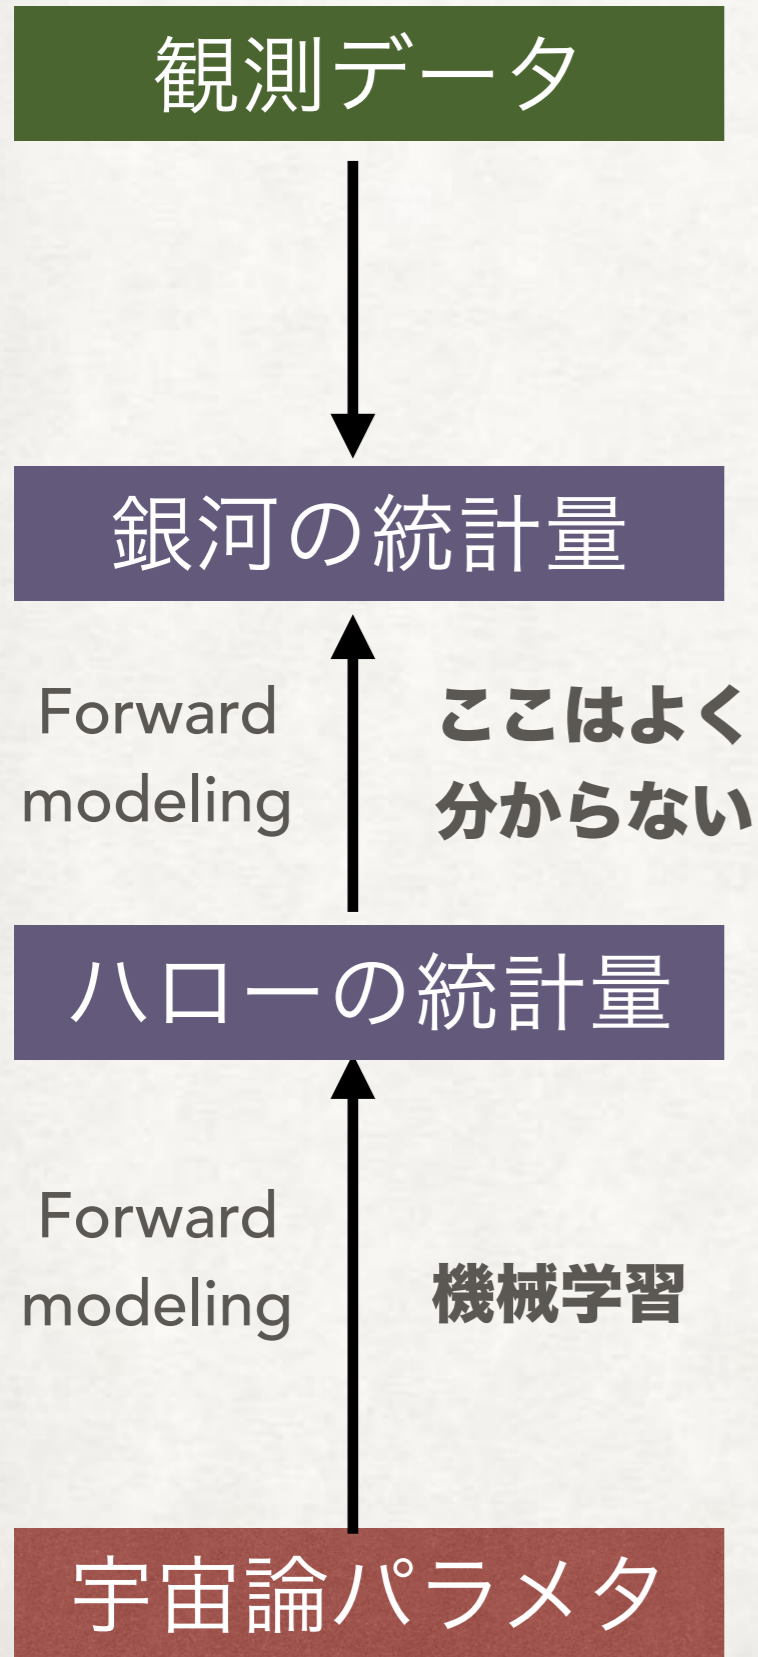 観測データ
銀河の統計量
Forward
modeling
ここはよく
分からない
ハローの統計量
Forward
modeling
機械学習
宇宙論パラメタ